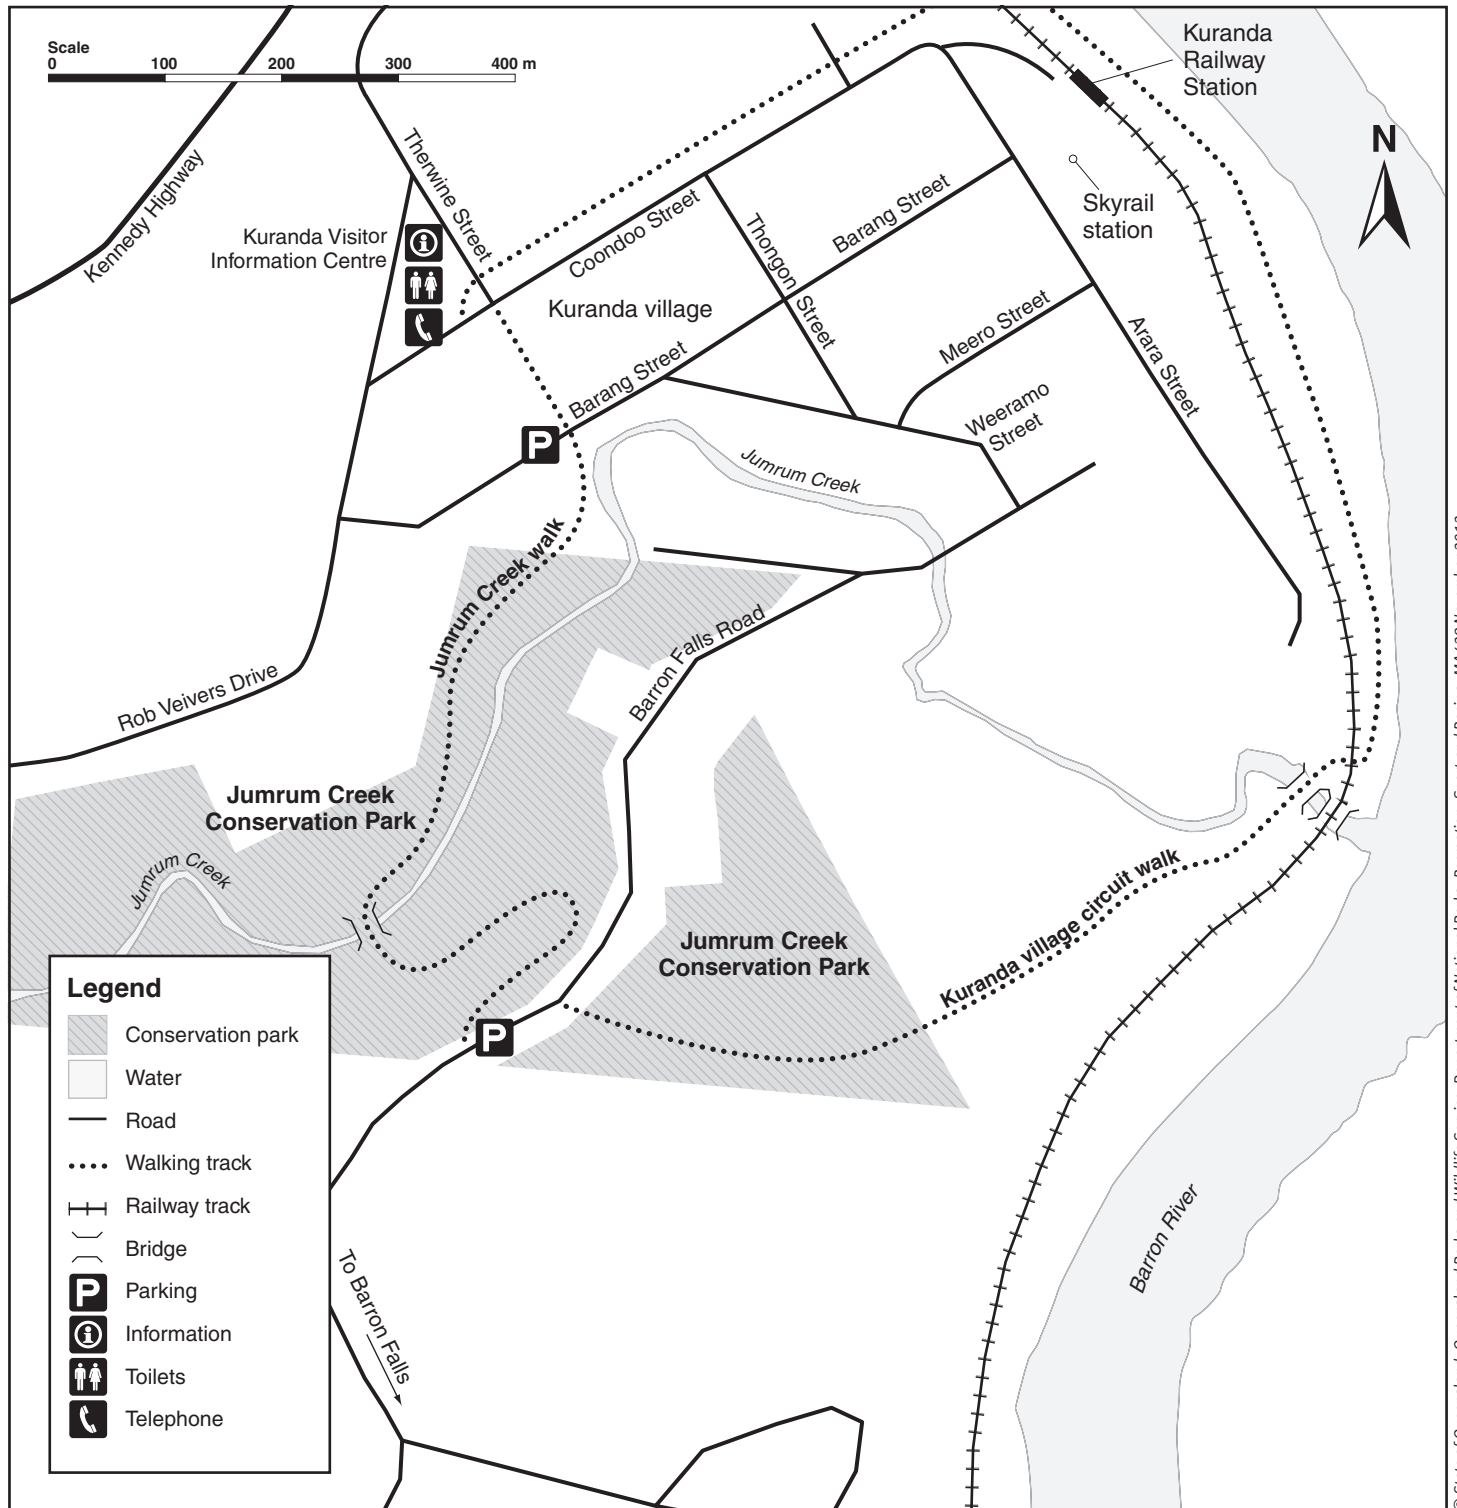 Scale
0 100 200 300 400 m
Kuranda
Railway
Station
N
Kennedy Highway
Therwine Street
Skyrail
station
Kuranda Visitor
Information Centre
Coondoo Street
Thongon Street
Barang Street
Kuranda village
Meero Street
Arara Street
Barang Street
Weeramo
Street
P
Jumrum Creek
Jumrum Creek walk
Barron Falls Road
Rob Veivers Drive
Jumrum Creek
Conservation Park
Jumrum Creek
Kuranda village circuit walk
Jumrum Creek
Conservation Park
P
Legend
Conservation park
Water
Road
Walking track
Railway track
Bridge
P Parking
Information
Toilets
Telephone
To Barron Falls
Barron River